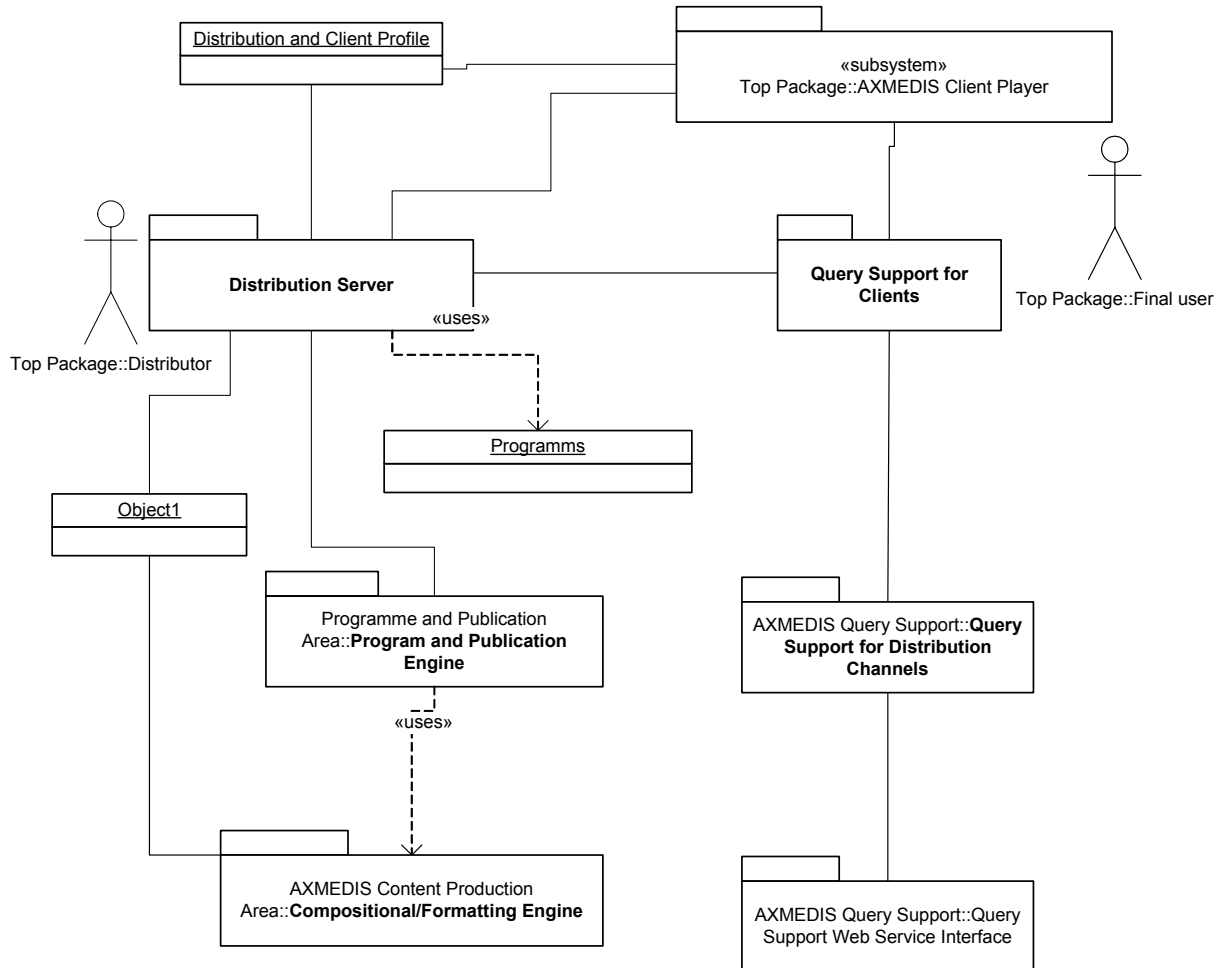 Distribution and Client Profile
«subsystem»
Top Package::AXMEDIS Client Player
Distribution Server
«uses»
Query Support for
Clients
Top Package::Final user
Top Package::Distributor
Programms
Object1
Programme and Publication
Area::Program and Publication
Engine
AXMEDIS Query Support::Query
Support for Distribution
Channels
«uses»
AXMEDIS Content Production
Area::Compositional/Formatting Engine
AXMEDIS Query Support::Query
Support Web Service Interface